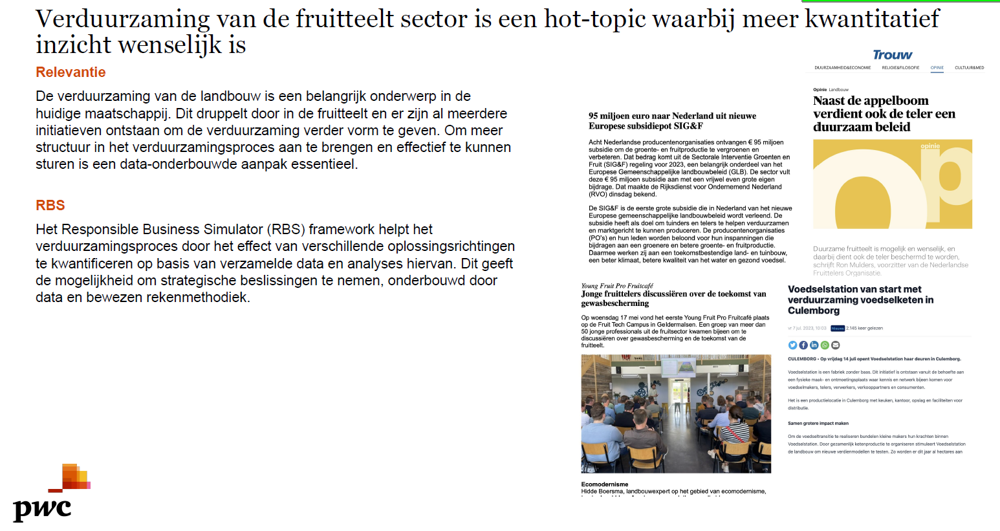 Verduurzaming van de fruitteelt sector is een hot-topic waarbij meer kwantitatief
inzicht wenselijk is
Relevantie
De verduurzaming van de landbouw is een belangrijk onderwerp in de
huidige maatschappij. Dit druppelt door in de fruitteelt en er zijn al meerdere
initiatieven ontstaan om de verduurzaming verder vorm te geven. Om meer
structuur in het verduurzamingsproces aan te brengen en effectief te kunnen
sturen is een data-onderbouwde aanpak essentieel.
RBS
Het Responsible Business Simulator (RBS) framework helpt het
verduurzamingsproces door het effect van verschillende oplossingsrichtingen
te kwantificeren op basis van verzamelde data en analyses hiervan. Dit geeft
de mogelijkheid om strategische beslissingen te nemen, onderbouwd door
data en bewezen rekenmethodiek.
95 miljoen euro naar Nederland uit nieuwe
Europese subsidiepot SIG&F
Acht Nederlandse producentenorganisaties ontvangen € 95 miljoen
subsidie om de groente- en fruitproductie te vergroenen en
verbeteren. Dat bedrag komt uit de Sectorale Interventie Groenten en
Fruit (SIG&F) regeling voor 2023, een belangrijk onderdeel van het
Europese Gemeenschappelijke landbouwbeleid (GLB). De sector vult
deze € 95 miljoen subsidie aan met een vrijwel even grote eigen
bijdrage. Dat maakte de Rijksdienst voor Ondernemend Nederland
(RVO) dinsdag bekend.
De SIG&F is de eerste grote subsidie die in Nederland van het nieuwe
Europese gemeenschappelijke landbouwbeleid wordt verleend. De
subsidie heeft als doel om tuinders en telers te helpen verduurzamen
en marktgericht te kunnen produceren. De producentenorganisaties
(PO's) en hun leden worden beloond voor hun inspanningen die
bijdragen aan een groenere en betere groente- en fruitproductie.
Daarmee werken zij aan een toekomstbestendige land- en tuinbouw,
een beter klimaat, betere kwaliteit van het water en gezond voedsel.
Young Fruit Pro Fruitcafé
Jonge fruittelers discussiëren over de toekomst van
gewasbescherming
Op woensdag 17 mei vond het eerste Young Fruit Pro Fruitcafé plaats
op de Fruit Tech Campus in Geldermalsen. Een groep van meer dan
50 jonge professionals uit de fruitsector kwamen bijeen om te
discussiëren over gewasbescherming en de toekomst van de
fruitteelt.
Ecomodernisme
Hidde Boersma, landbouwexpert op het gebied van ecomodernisme,
Trouw
DUURZAAMHEID&ECONOMIE RELIGIE&FILOSOFIE OPINIE CULTUUR&MED
Opinie Landbouw
Naast de appelboom
verdient ook de teler een
duurzaam beleid
opinie
op
Duurzame fruitteelt is mogelijk en wenselijk, en
daarbij dient ook de teler beschermd te worden,
schrijft Ron Mulders, voorzitter van de Nederlandse
Fruittelers Organisatie.
Voedselstation van start met
verduurzaming voedselketen in
Culemborg
vr 7 jul. 2023, 10:03 Nieuws 2.145 keer gelezen
CULEMBORG • Op vrijdag 14 juli opent Voedselstation haar deuren in Culemborg.
Voedselstation is een fabriek zonder baas. Dit initiatief is ontstaan vanuit de behoefte aan
een fysieke maak- en ontmoetingsplaats waar kennis en netwerk bijeen komen voor
voedselmakers, telers, verwerkers, verkooppartners en consumenten.
Het is een productielocatie in Culemborg met keuken, kantoor, opslag en faciliteiten voor
distributie.
Samen grotere impact maken
Om de voedseltransitie te realiseren bundelen kleine makers hun krachten binnen
Voedselstation. Door gezamenlijk ketenproductie te organiseren stimuleert Voedselstation
de landbouw om nieuwe verdienmodellen te testen. Zo worden er dit jaar al hectares aan
pwc